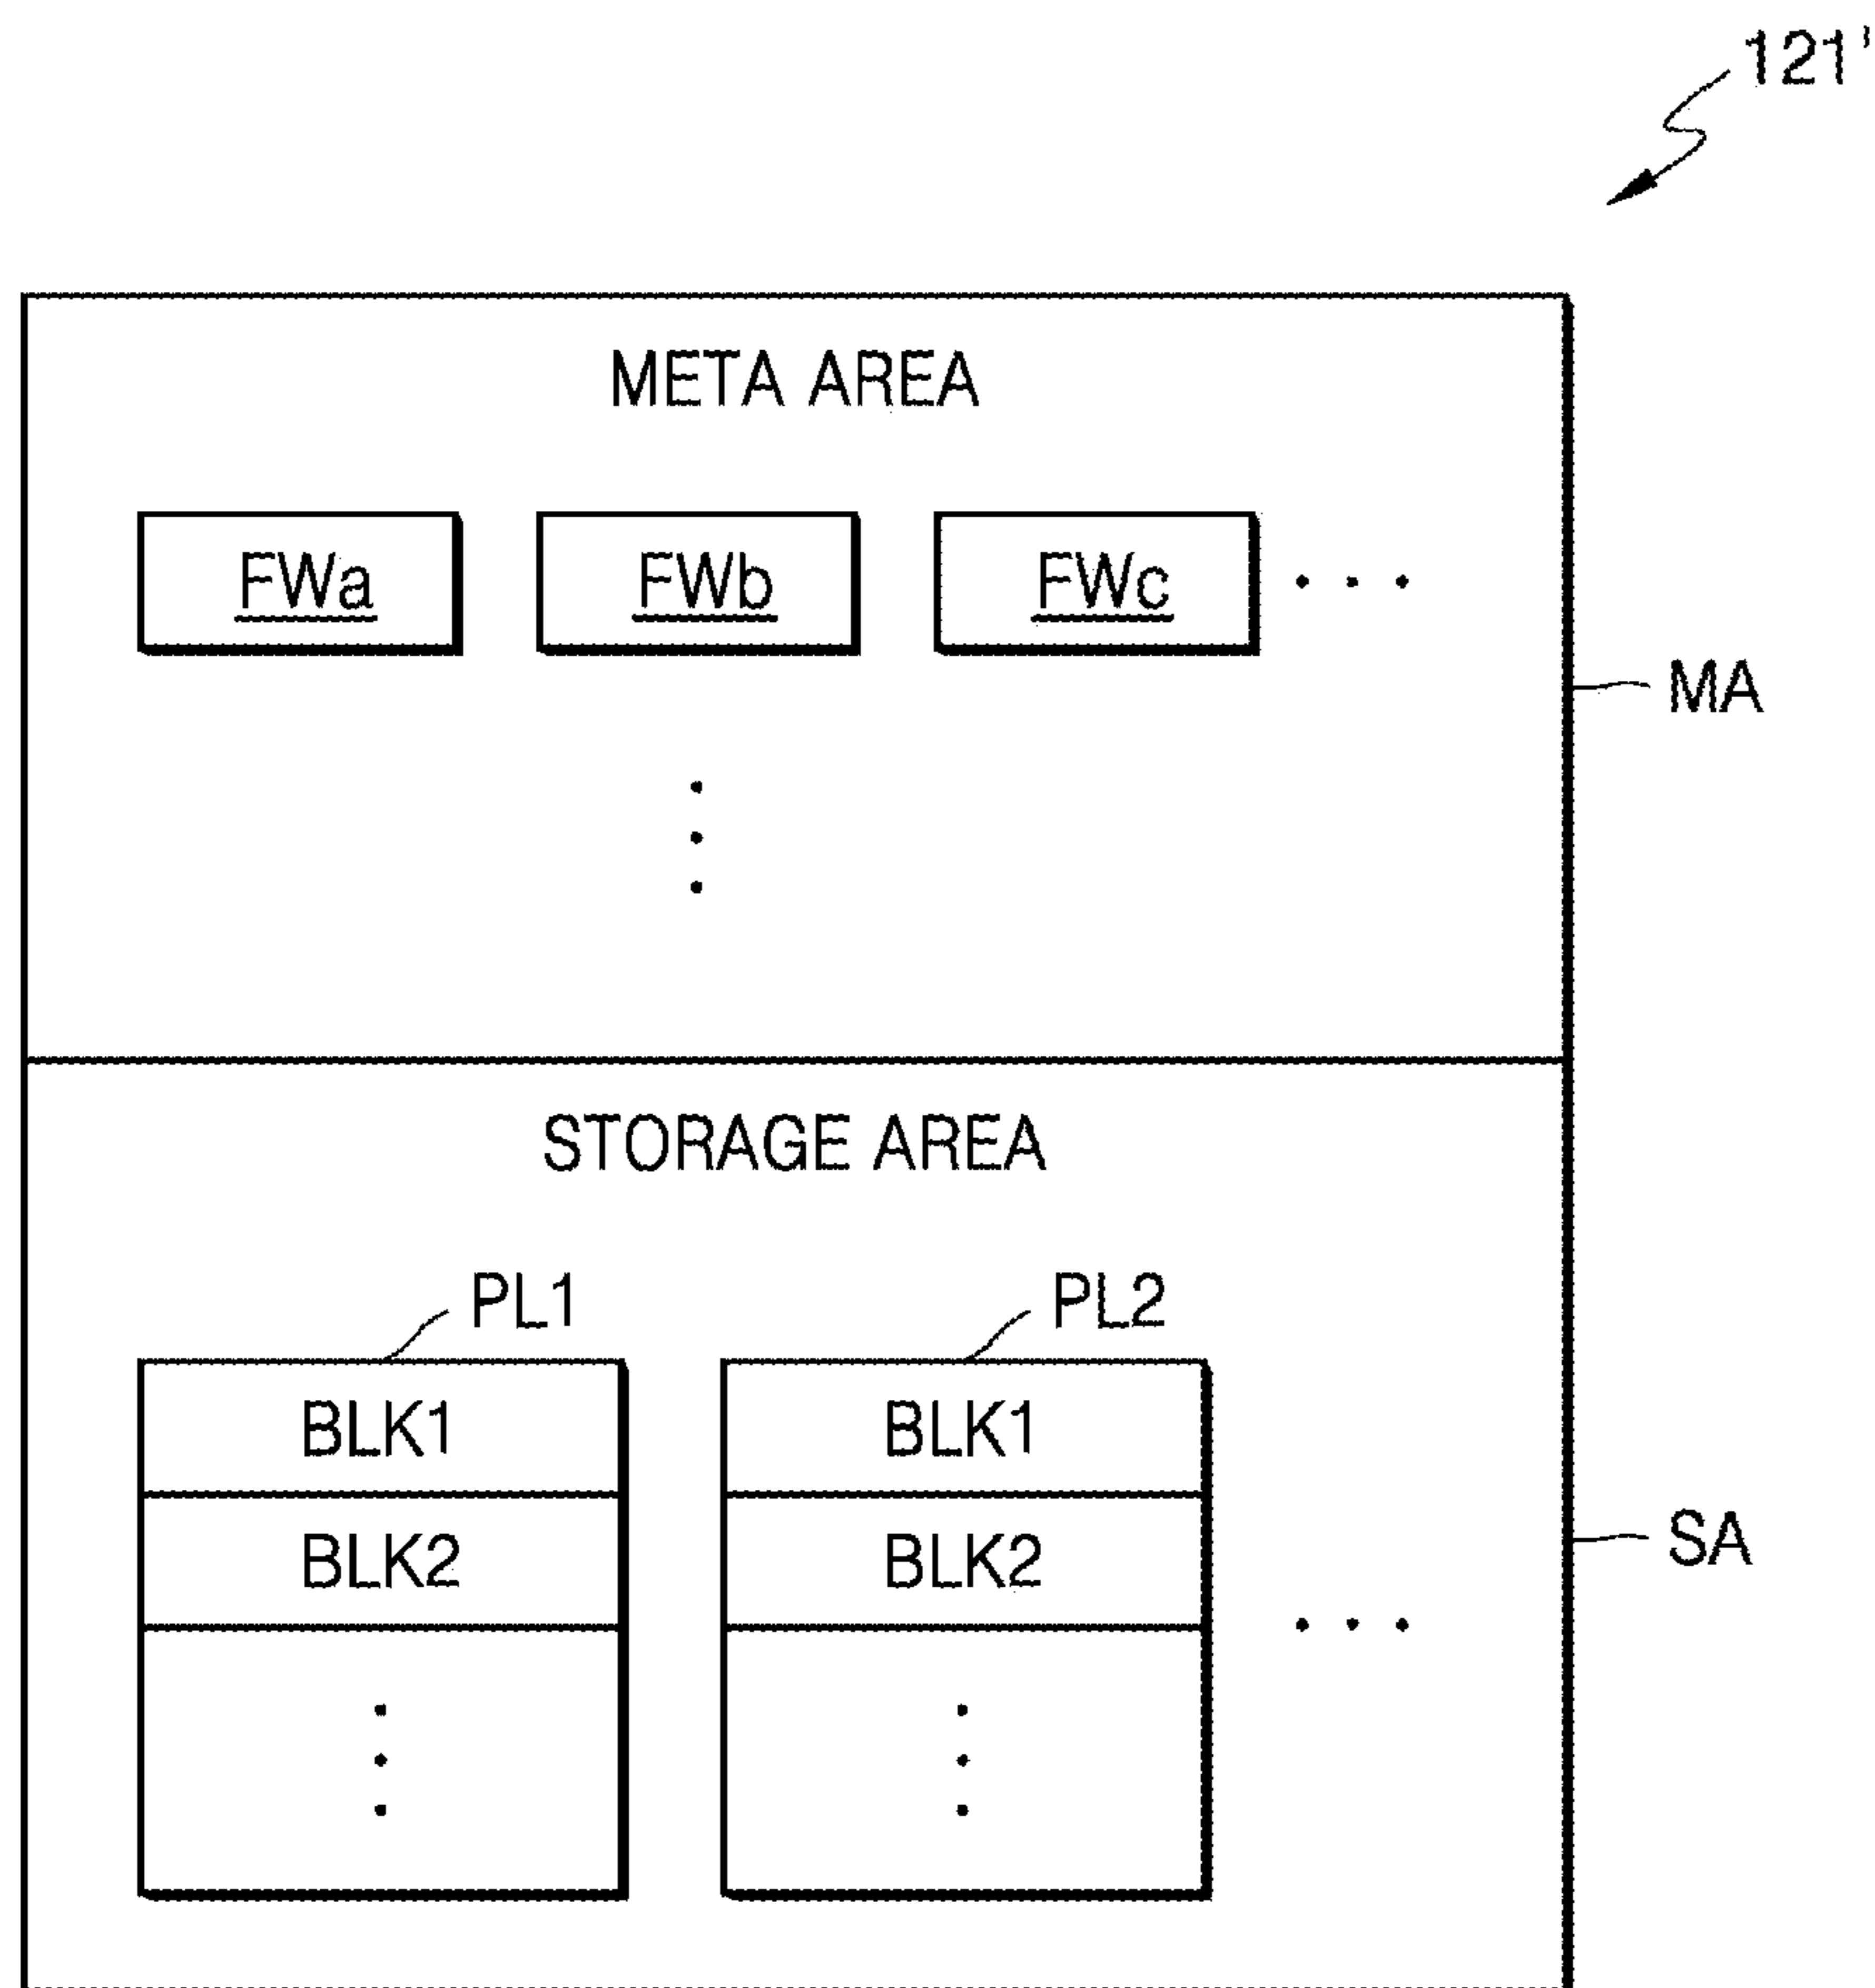 121'
META AREA
FWa FWb FWc
MA
STORAGE AREA
PL1 PL2
BLK1 BLK1
BLK2 BLK2
SA